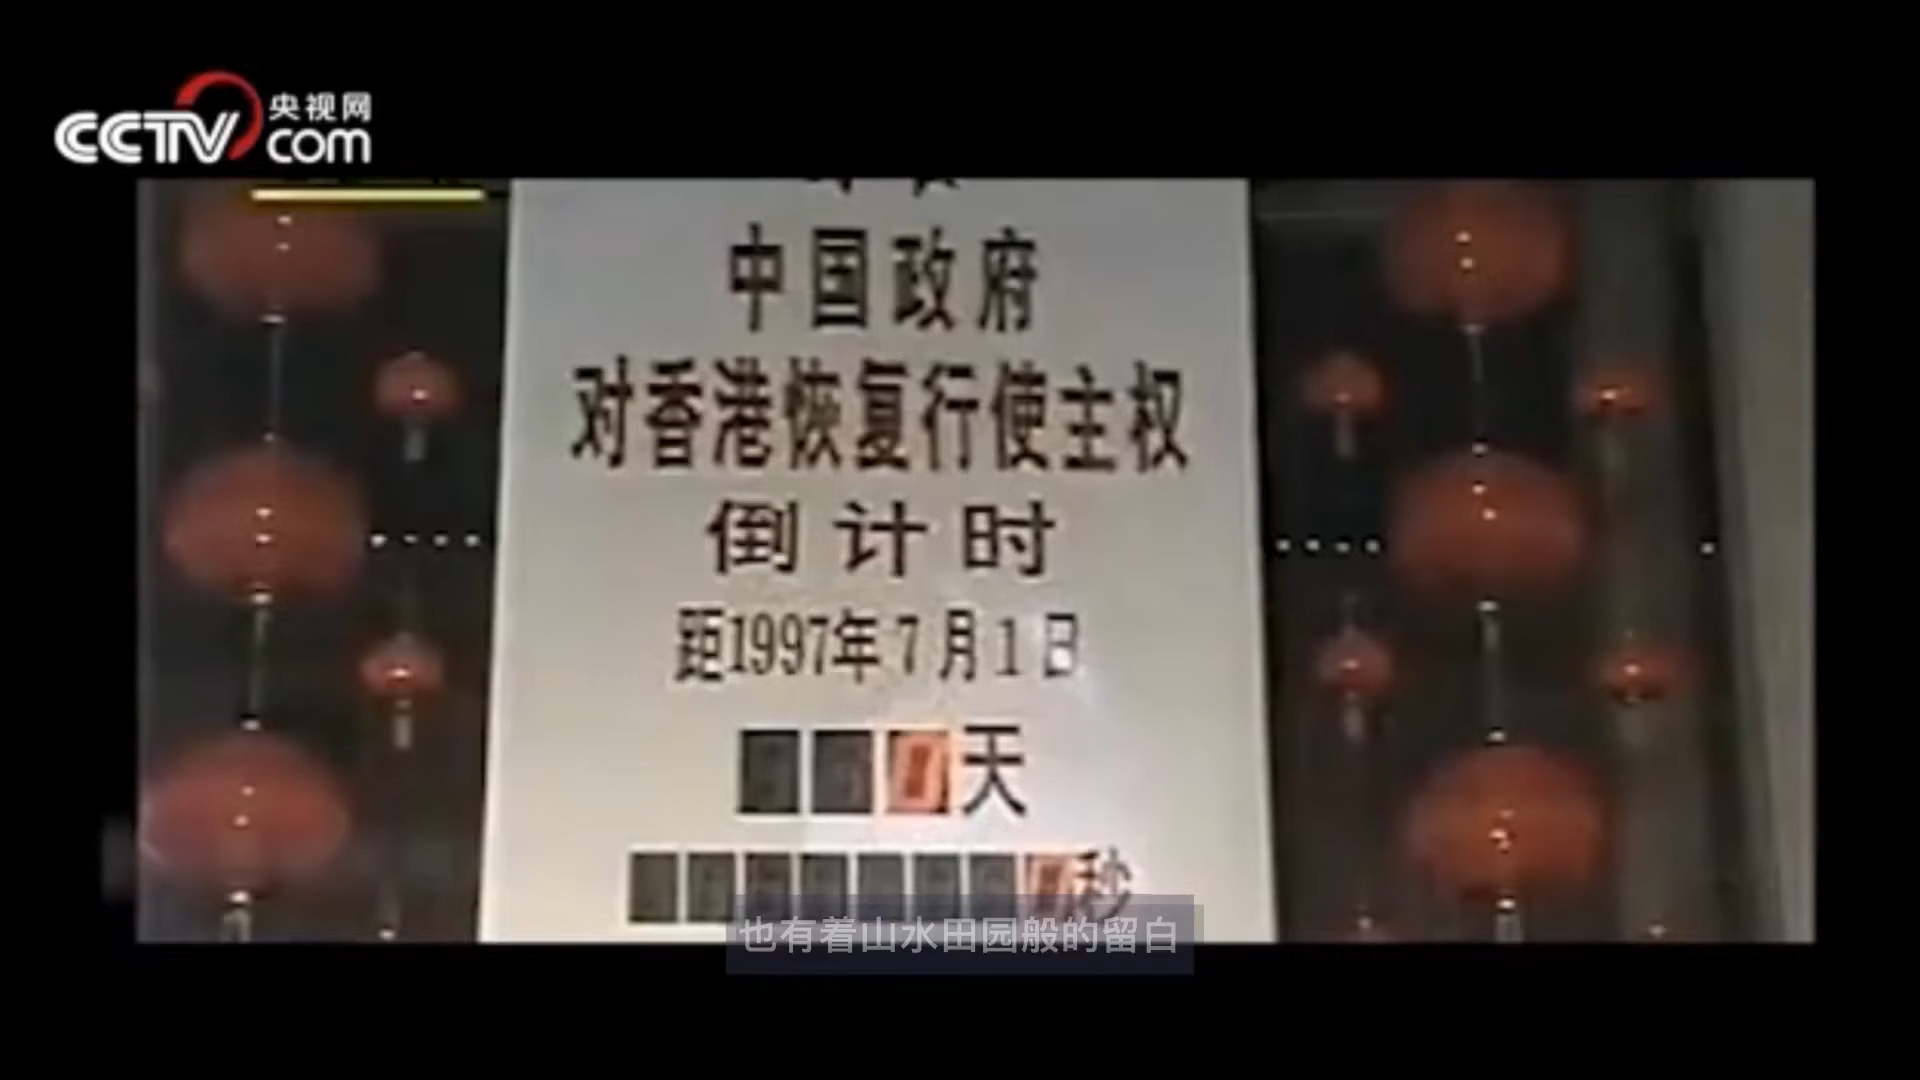 CCTV 央视网
com
中国政府
对香港恢复行使主权
倒计时
距1997年7月1日
天
秒
也有着山水田园般的留白